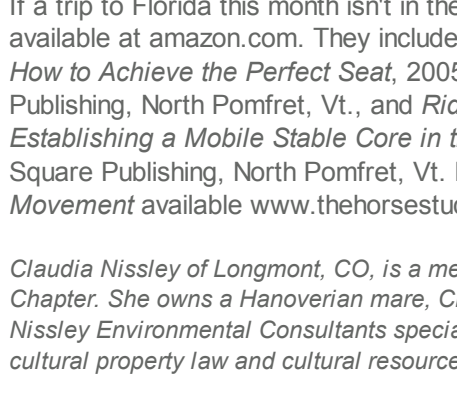 If a trip to Florida this month isn't in the
available at amazon.com. They include
How to Achieve the Perfect Seat, 2005
Publishing, North Pomfret, Vt., and
Establishing a Mobile Stable Core in
Square Publishing, North Pomfret, Vt.
Movement available www.thehorsestud
Claudia Nissley of Longmont, CO, is a
Chapter. She owns a Hanoverian mare,
Nissley Environmental Consultants
cultural property law and cultural resource